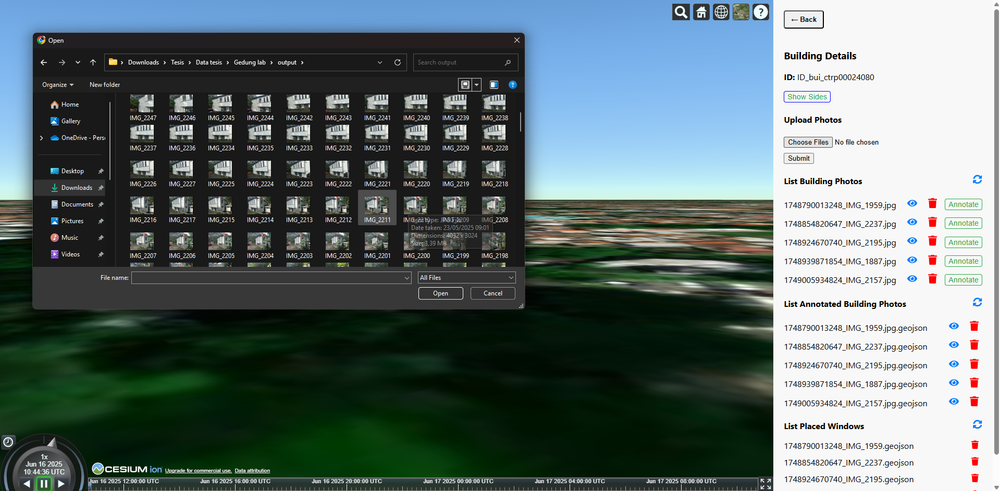 Open
Downloads
Tesis
Data tesis
Gedung lab
output
Search output
Organize
New folder
Home
Gallery
OneDrive - Pers
Desktop
Downloads
Documents
Pictures
Music
Videos
IMG_2247 IMG_2246 IMG_2245 IMG_2244 IMG_2242 IMG_2243 IMG_2241 IMG_2240 IMG_2239 IMG_2238
IMG_2237 IMG_2236 IMG_2234 IMG_2235 IMG_2233 IMG_2232 IMG_2231 IMG_2230 IMG_2229 IMG_2228
IMG_2226 IMG_2227 IMG_2225 IMG_2224 IMG_2223 IMG_2222 IMG_2221 IMG_2220 IMG_2219 IMG_2218
IMG_2216 IMG_2217 IMG_2215 IMG_2214 IMG_2213 IMG_2212 IMG_2211 IMG_2210 IMG_2209 IMG_2208
Item type: JPG File
Date taken: 23/05/2025 09:01
Dimensions: 4032 x 3024
Size: 3,39 MB
IMG_2207 IMG_2206 IMG_2205 IMG_2204 IMG_2203 IMG_2202 IMG_2201 IMG_2200 IMG_2199 IMG_2198
File name:
All Files
Open
Cancel
1x
Jun 16 2025
10:44:36 UTC
CESIUM ion
Upgrade for commercial use. Data attribution
Jun 16 2025 12:00:00 UTC
Jun 16 2025 16:00:00 UTC
Jun 16 2025 20:00:00 UTC
Jun 17 2025 00:00:00 UTC
Jun 17 2025 04:00:00 UTC
Jun 17 2025 08:00:00 UTC
← Back
Building Details
ID: ID_bui_ctrp00024080
Show Sides
Upload Photos
Choose Files No file chosen
Submit
List Building Photos
1748790013248_IMG_1959.jpg Annotate
1748854820647_IMG_2237.jpg Annotate
1748924670740_IMG_2195.jpg Annotate
1748939871854_IMG_1887.jpg Annotate
1749005934824_IMG_2157.jpg Annotate
List Annotated Building Photos
1748790013248_IMG_1959.jpg.geojson
1748854820647_IMG_2237.jpg.geojson
1748924670740_IMG_2195.jpg.geojson
1748939871854_IMG_1887.jpg.geojson
1749005934824_IMG_2157.jpg.geojson
List Placed Windows
1748790013248_IMG_1959.geojson
1748854820647_IMG_2237.geojson
1748924670740_IMG_2195.geojson